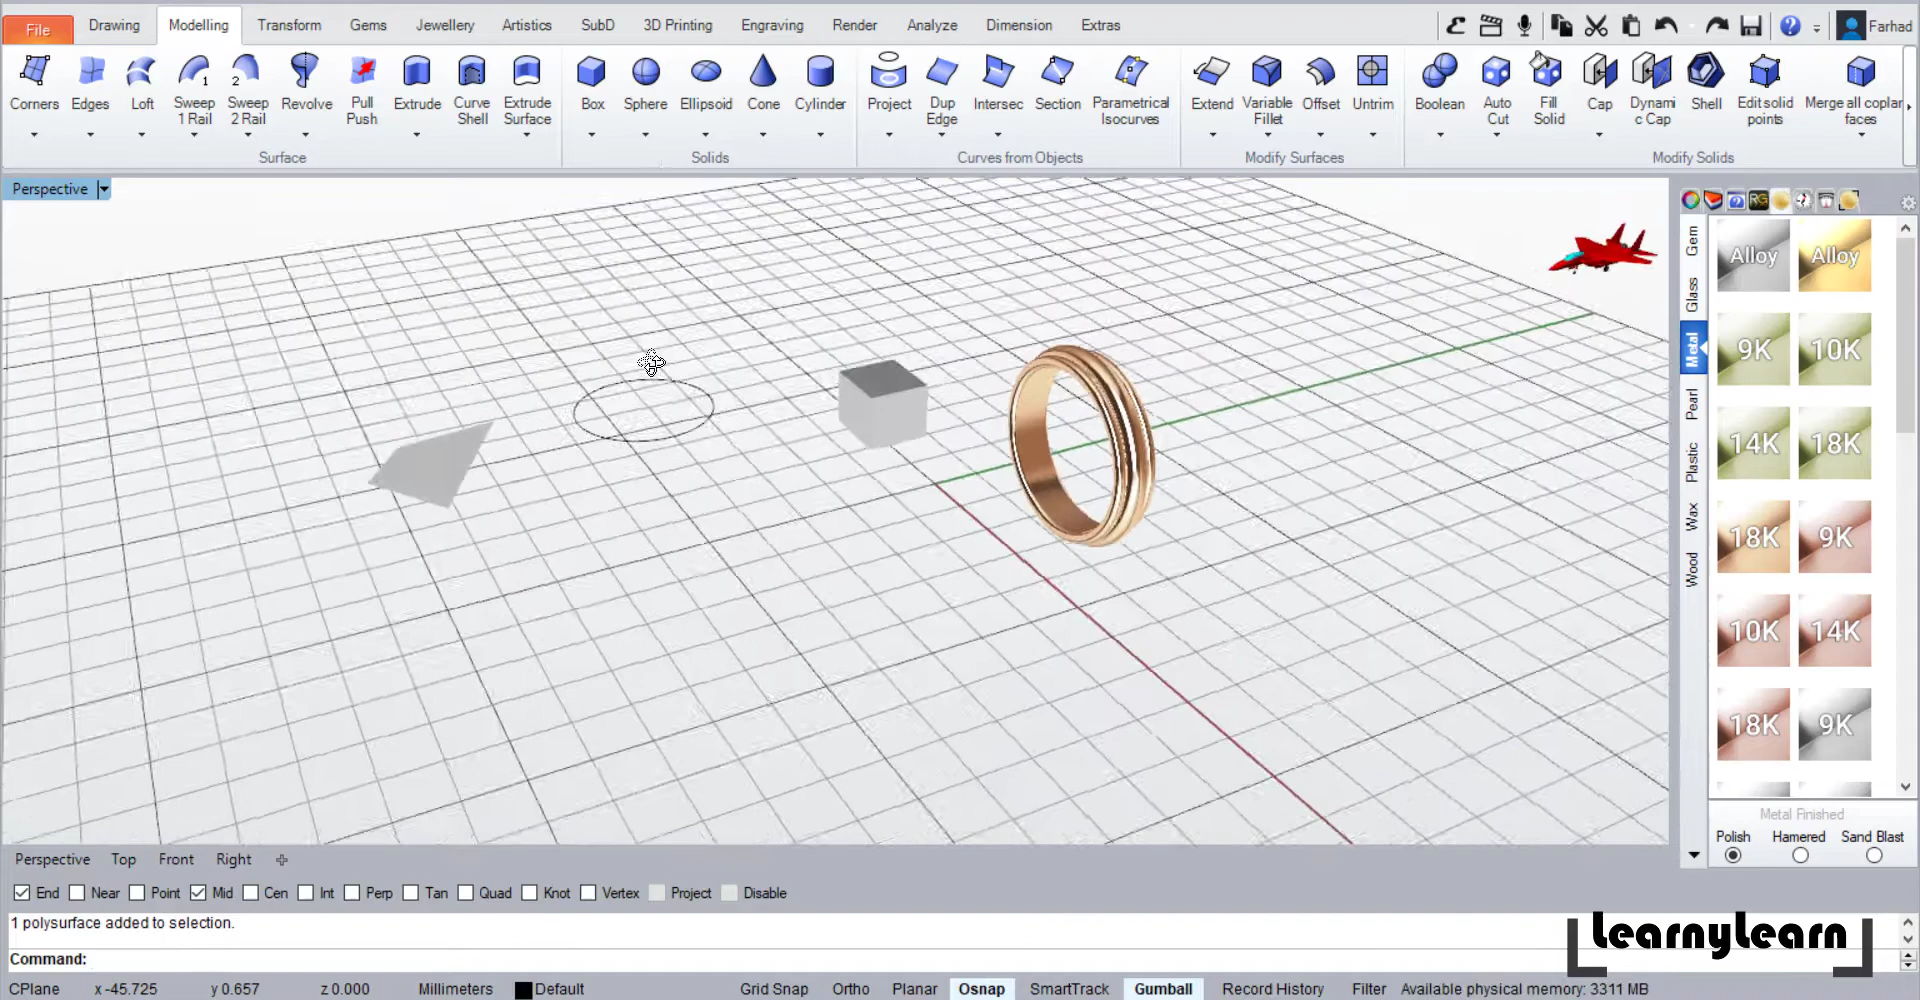 File Drawing Modelling Transform Gems Jewellery Artistics SubD 3D Printing Engraving Render Analyze Dimension Extras Farhad
Corners Edges Loft Sweep 1 Rail Sweep 2 Rail Revolve Pull Push Extrude Curve Shell Extrude Surface Box Sphere Ellipsoid Cone Cylinder Project Dup Edge Intersec Section Parametrical Isocurves Extend Variable Fillet Offset Untrim Boolean Auto Cut Fill Solid Cap Dynami c Cap Shell Edit solid points Merge all coplar faces
Surface Solids Curves from Objects Modify Surfaces Modify Solids
Perspective
RG
Gem
Glass
Metal
Pearl
Plastic
Wax
Wood
Alloy Alloy
9K 10K
14K 18K
18K 9K
10K 14K
18K 9K
Metal Finished
Polish Hamered Sand Blast
Perspective Top Front Right
End Near Point Mid Cen Int Perp Tan Quad Knot Vertex Project Disable
1 polysurface added to selection.
Command:
LearnyLearn
CPlane x -45.725 y 0.657 z 0.000 Millimeters Default Grid Snap Ortho Planar Osnap SmartTrack Gumball Record History Filter Available physical memory: 3311 MB